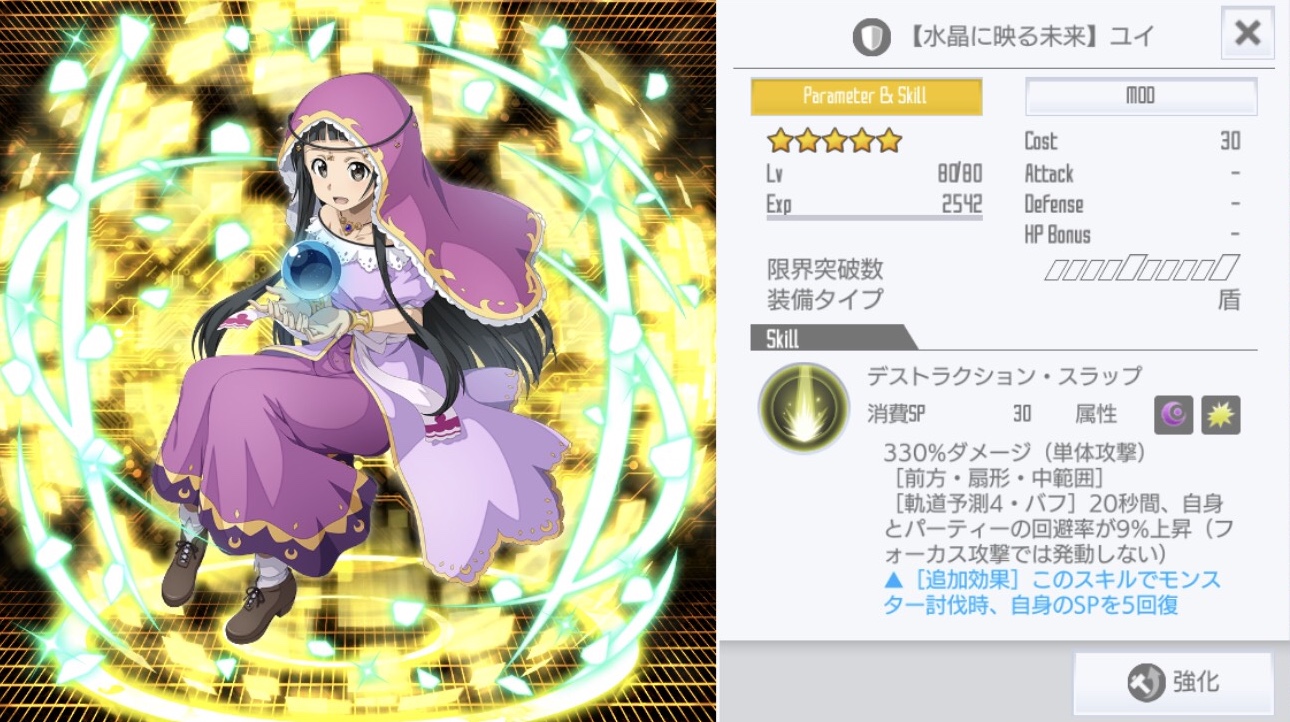 【水晶に映る未来】ユイ
Parameter & Skill
MOD
Lv 80/80
Exp 2542
Cost 30
Attack -
Defense -
HP Bonus -
限界突破数
装備タイプ 盾
Skill
デストラクション・スラップ
消費SP 30 属性
330%ダメージ（単体攻撃）
［前方・扇形・中範囲］
［軌道予測4・バフ］20秒間、自身
とパーティーの回避率が9%上昇（フ
ォーカス攻撃では発動しない）
▲［追加効果］このスキルでモンス
ター討伐時、自身のSPを5回復
強化